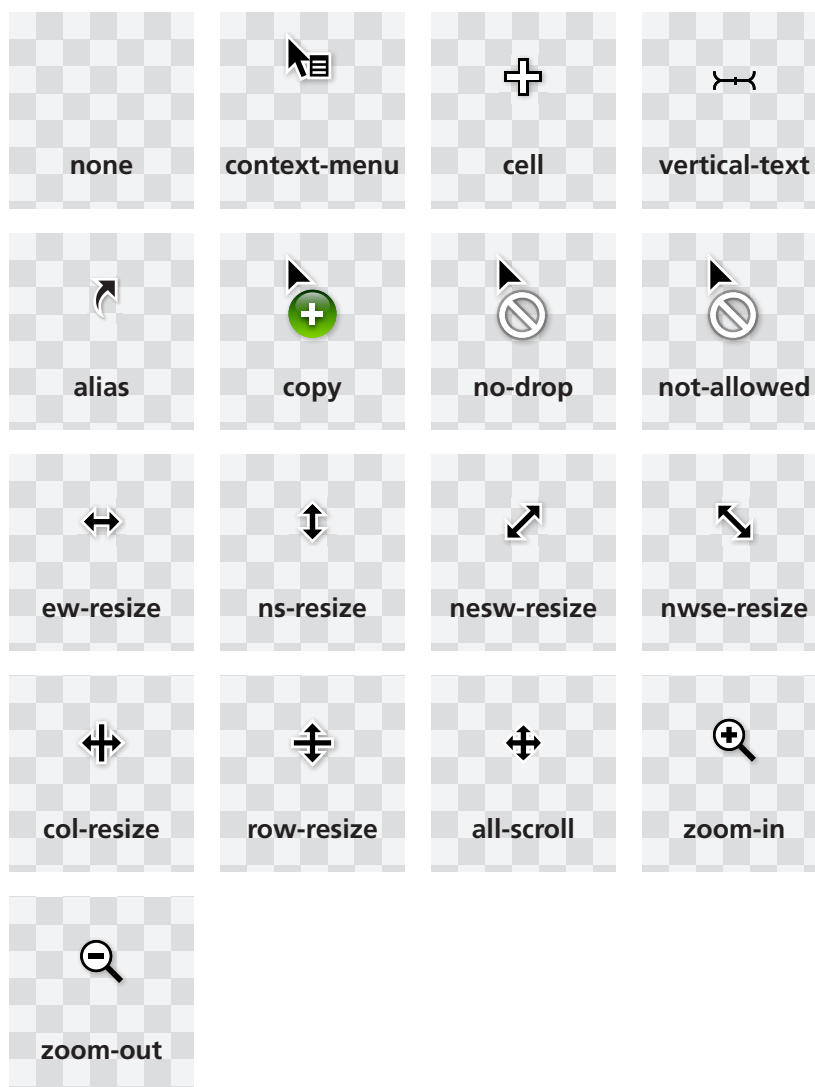 none
context-menu
cell
vertical-text
alias
copy
no-drop
not-allowed
ew-resize
ns-resize
nesw-resize
nwse-resize
col-resize
row-resize
all-scroll
zoom-in
zoom-out